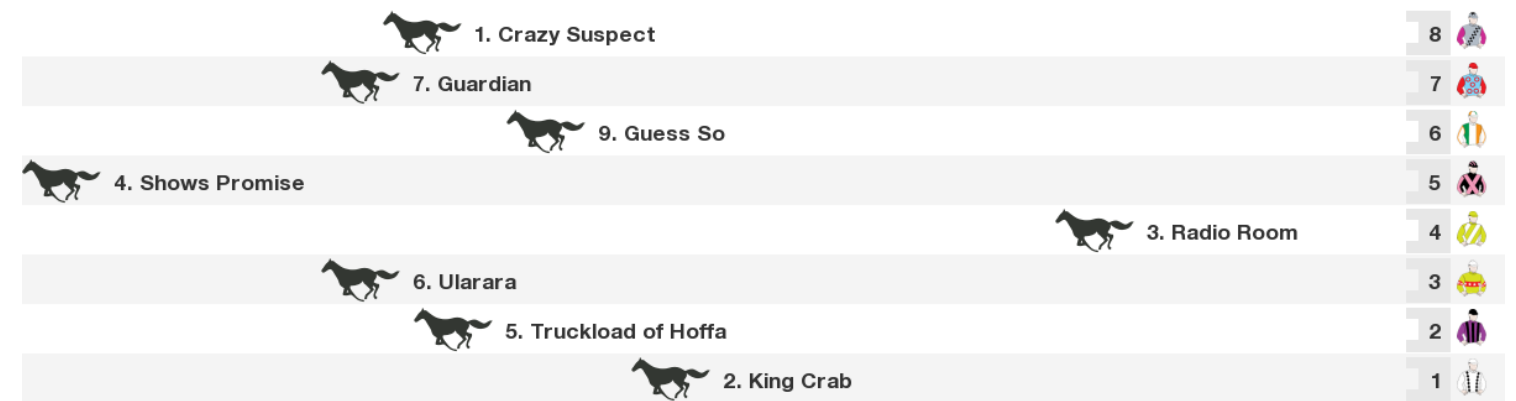 1. Crazy Suspect 8
7. Guardian 7
9. Guess So 6
4. Shows Promise 5
3. Radio Room 4
6. Ularara 3
5. Truckload of Hoffa 2
2. King Crab 1